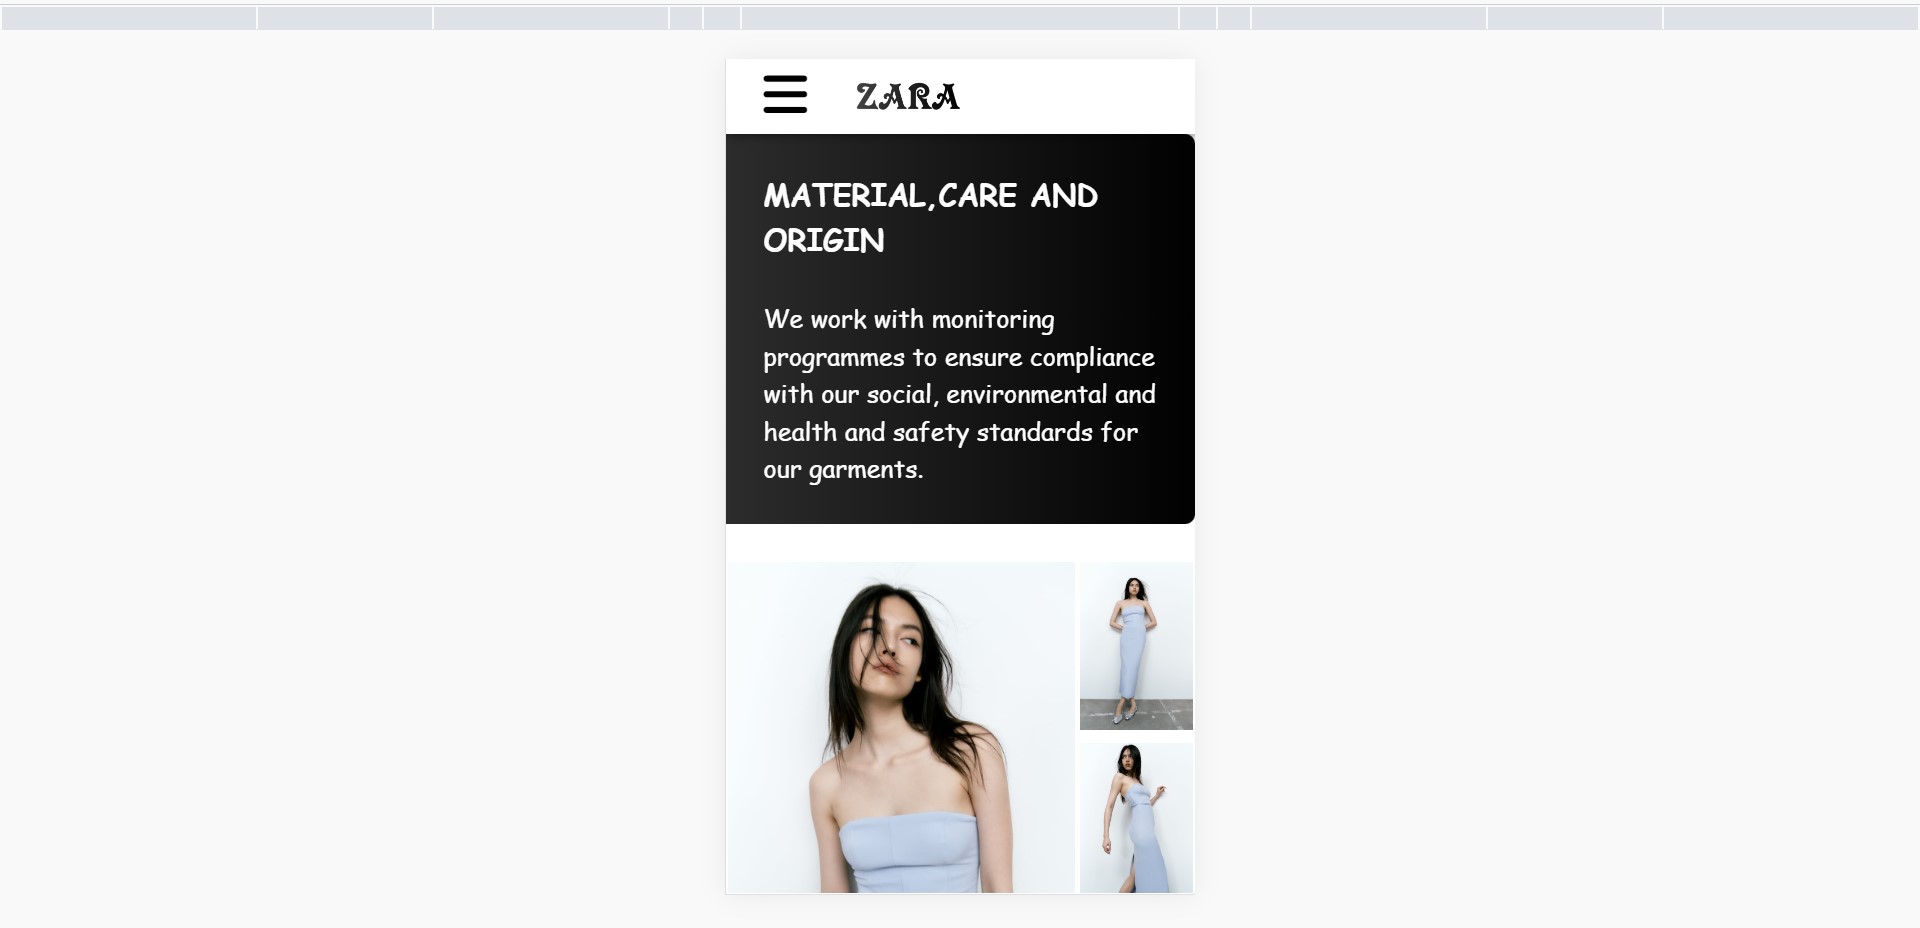 ZARA
MATERIAL,CARE AND
ORIGIN
We work with monitoring
programmes to ensure compliance
with our social, environmental and
health and safety standards for
our garments.